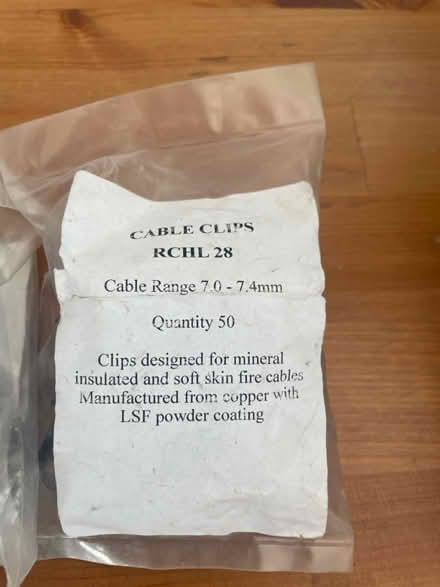 CABLE CLIPS
RCHL 28
Cable Range 7.0 - 7.4mm
Quantity 50
Clips designed for mineral
insulated and soft skin fire cables
Manufactured from copper with
LSF powder coating